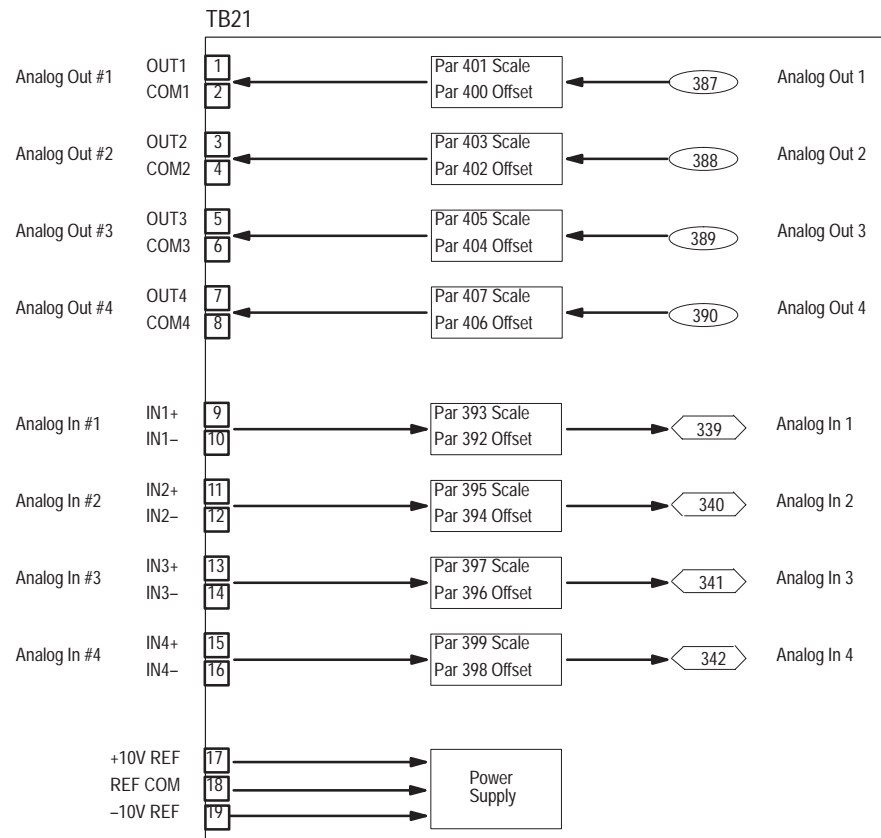 TB21
Analog Out #1 OUT1 1 Par 401 Scale
COM1 2 Par 400 Offset 387 Analog Out 1
Analog Out #2 OUT2 3 Par 403 Scale
COM2 4 Par 402 Offset 388 Analog Out 2
Analog Out #3 OUT3 5 Par 405 Scale
COM3 6 Par 404 Offset 389 Analog Out 3
Analog Out #4 OUT4 7 Par 407 Scale
COM4 8 Par 406 Offset 390 Analog Out 4
Analog In #1 IN1+ 9 Par 393 Scale
IN1– 10 Par 392 Offset 339 Analog In 1
Analog In #2 IN2+ 11 Par 395 Scale
IN2– 12 Par 394 Offset 340 Analog In 2
Analog In #3 IN3+ 13 Par 397 Scale
IN3– 14 Par 396 Offset 341 Analog In 3
Analog In #4 IN4+ 15 Par 399 Scale
IN4– 16 Par 398 Offset 342 Analog In 4
+10V REF 17
REF COM 18 Power
–10V REF 19 Supply